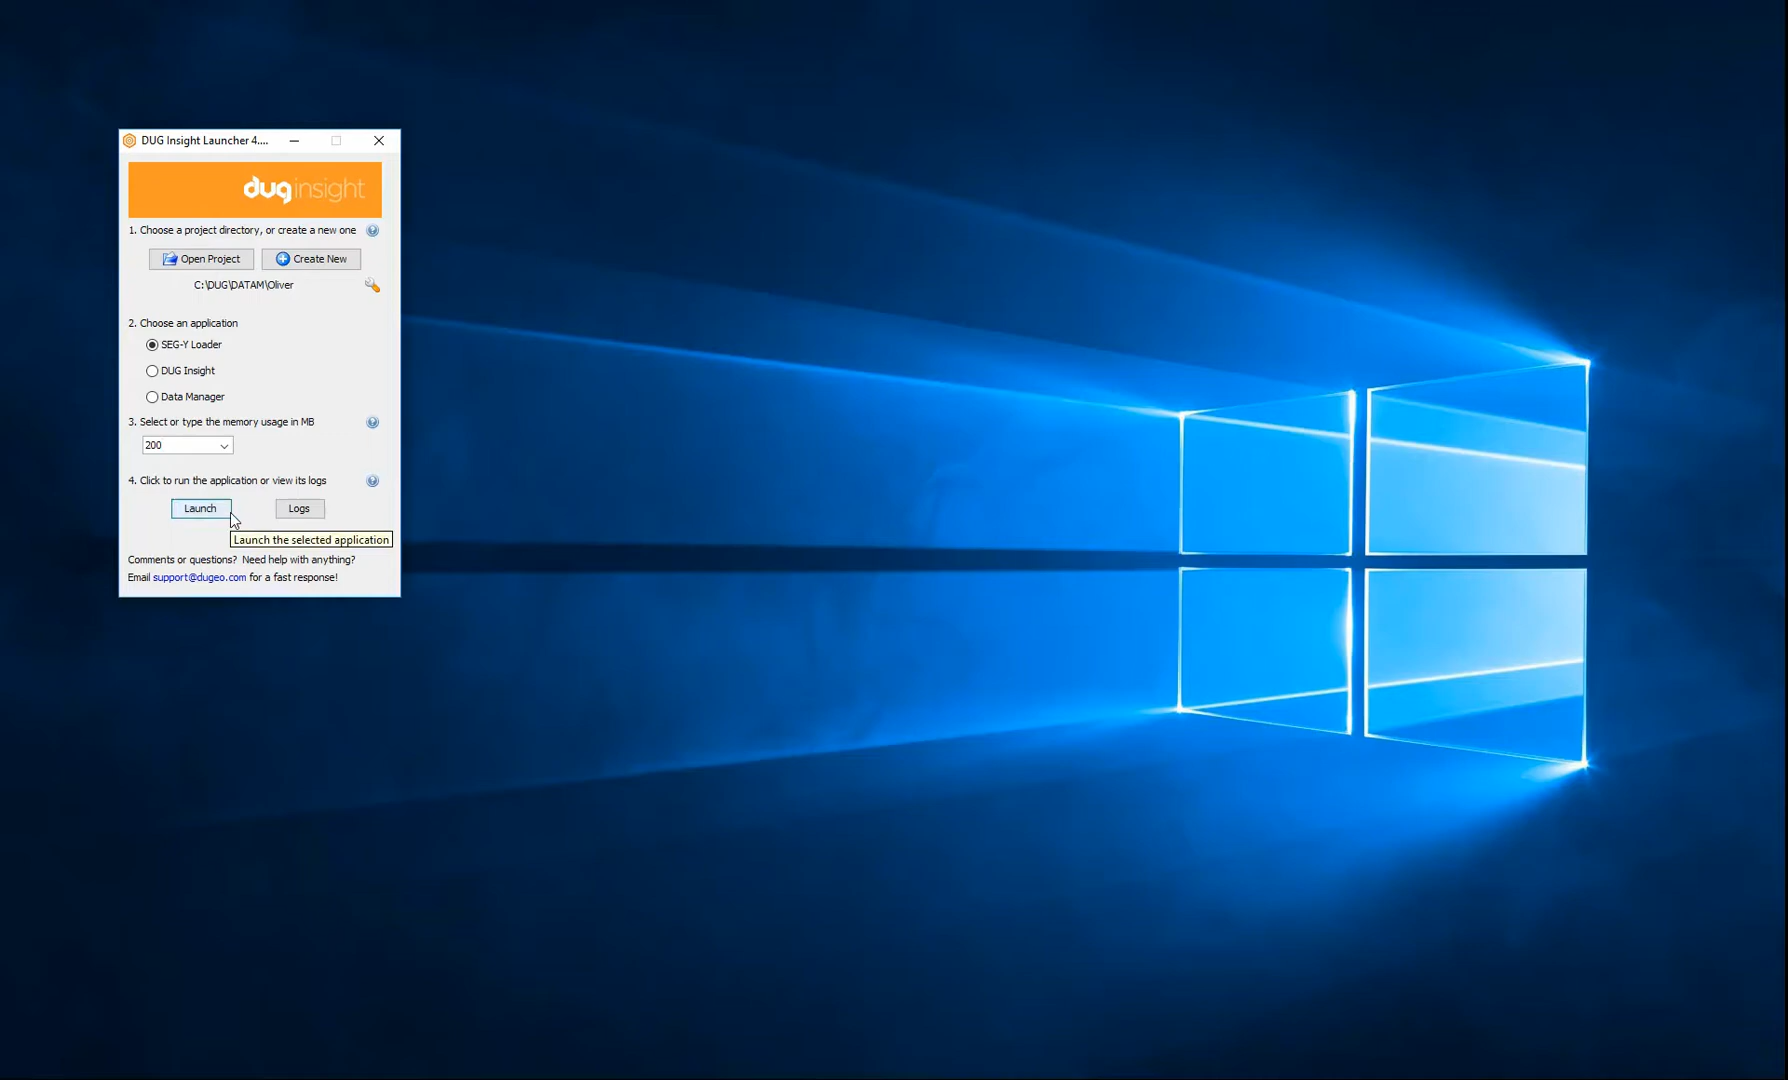 DUG Insight Launcher 4....
duginsight
1. Choose a project directory, or create a new one
Open Project
Create New
C:\DUG\DATAM\Oliver
2. Choose an application
SEG-Y Loader
DUG Insight
Data Manager
3. Select or type the memory usage in MB
200
4. Click to run the application or view its logs
Launch
Logs
Launch the selected application
Comments or questions? Need help with anything?
Email support@dugeo.com for a fast response!